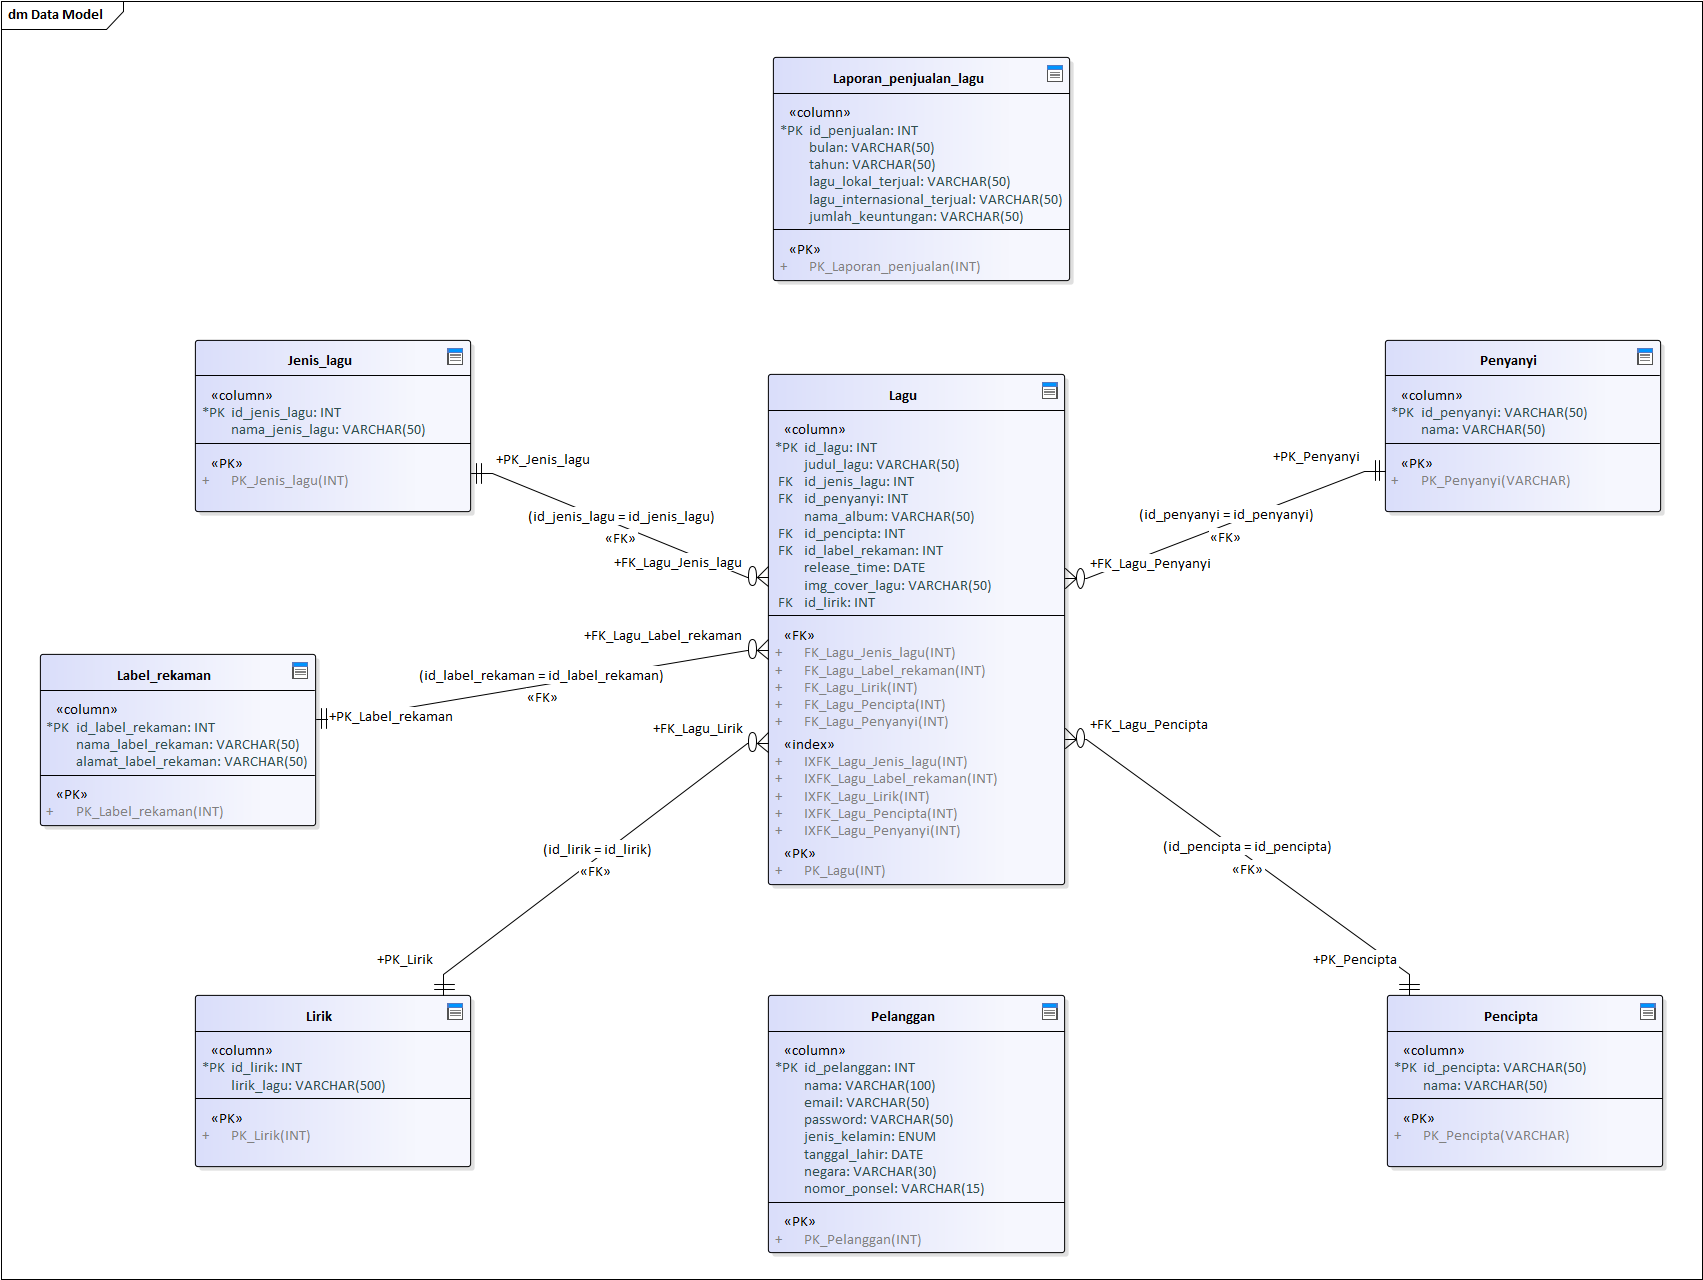 dm Data Model
Laporan_penjualan_lagu
«column»
*PK id_penjualan: INT
bulan: VARCHAR(50)
tahun: VARCHAR(50)
lagu_lokal_terjual: VARCHAR(50)
lagu_internasional_terjual: VARCHAR(50)
jumlah_keuntungan: VARCHAR(50)
«PK»
+ PK_Laporan_penjualan(INT)
Jenis_lagu
«column»
*PK id_jenis_lagu: INT
nama_jenis_lagu: VARCHAR(50)
«PK»
+ PK_Jenis_lagu(INT)
+PK_Jenis_lagu
(id_jenis_lagu = id_jenis_lagu)
«FK»
+FK_Lagu_Jenis_lagu
Lagu
«column»
*PK id_lagu: INT
judul_lagu: VARCHAR(50)
FK id_jenis_lagu: INT
FK id_penyanyi: INT
nama_album: VARCHAR(50)
FK id_pencipta: INT
FK id_label_rekaman: INT
release_time: DATE
img_cover_lagu: VARCHAR(50)
FK id_lirik: INT
«FK»
+ FK_Lagu_Jenis_lagu(INT)
+ FK_Lagu_Label_rekaman(INT)
+ FK_Lagu_Lirik(INT)
+ FK_Lagu_Pencipta(INT)
+ FK_Lagu_Penyanyi(INT)
«index»
+ IXFK_Lagu_Jenis_lagu(INT)
+ IXFK_Lagu_Label_rekaman(INT)
+ IXFK_Lagu_Lirik(INT)
+ IXFK_Lagu_Pencipta(INT)
+ IXFK_Lagu_Penyanyi(INT)
«PK»
+ PK_Lagu(INT)
Penyanyi
«column»
*PK id_penyanyi: VARCHAR(50)
nama: VARCHAR(50)
«PK»
+ PK_Penyanyi(VARCHAR)
+PK_Penyanyi
(id_penyanyi = id_penyanyi)
«FK»
+FK_Lagu_Penyanyi
Label_rekaman
«column»
*PK id_label_rekaman: INT
nama_label_rekaman: VARCHAR(50)
alamat_label_rekaman: VARCHAR(50)
«PK»
+ PK_Label_rekaman(INT)
+FK_Lagu_Label_rekaman
(id_label_rekaman = id_label_rekaman)
«FK»
+PK_Label_rekaman
+FK_Lagu_Lirik
(id_lirik = id_lirik)
«FK»
+PK_Lirik
+FK_Lagu_Pencipta
(id_pencipta = id_pencipta)
«FK»
+PK_Pencipta
Lirik
«column»
*PK id_lirik: INT
lirik_lagu: VARCHAR(500)
«PK»
+ PK_Lirik(INT)
Pelanggan
«column»
*PK id_pelanggan: INT
nama: VARCHAR(100)
email: VARCHAR(50)
password: VARCHAR(50)
jenis_kelamin: ENUM
tanggal_lahir: DATE
negara: VARCHAR(30)
nomor_ponsel: VARCHAR(15)
«PK»
+ PK_Pelanggan(INT)
Pencipta
«column»
*PK id_pencipta: VARCHAR(50)
nama: VARCHAR(50)
«PK»
+ PK_Pencipta(VARCHAR)